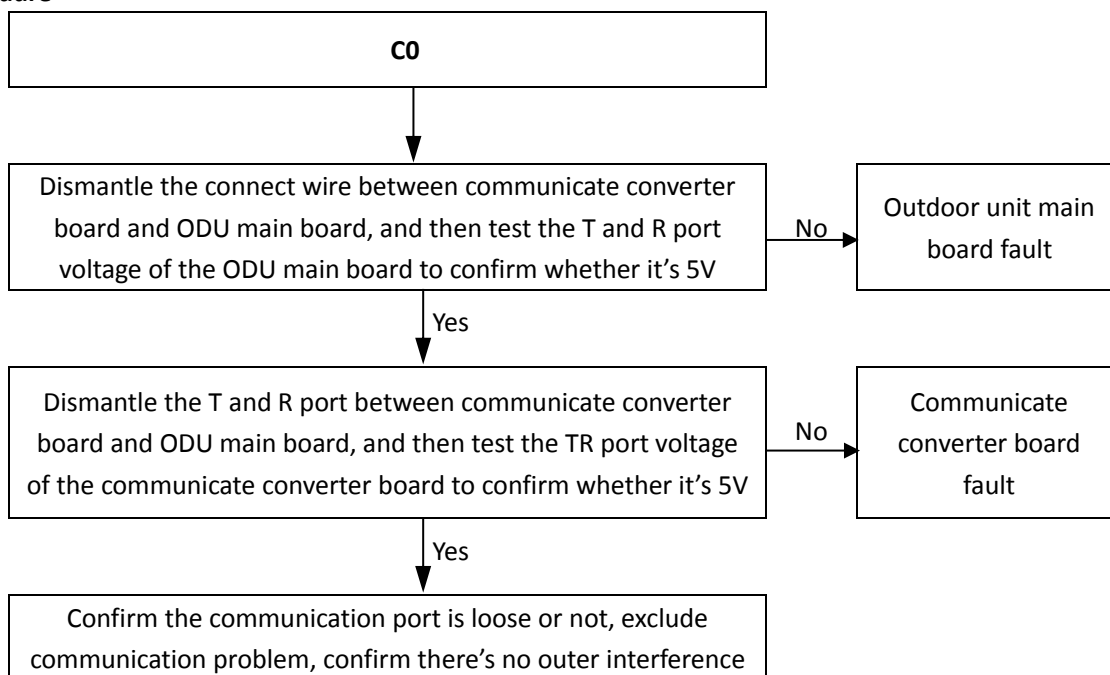 C0
Dismantle the connect wire between communicate converter
board and ODU main board, and then test the T and R port
voltage of the ODU main board to confirm whether it’s 5V
No
Outdoor unit main
board fault
Yes
Dismantle the T and R port between communicate converter
board and ODU main board, and then test the TR port voltage
of the communicate converter board to confirm whether it’s 5V
No
Communicate
converter board
fault
Yes
Confirm the communication port is loose or not, exclude
communication problem, confirm there’s no outer interference